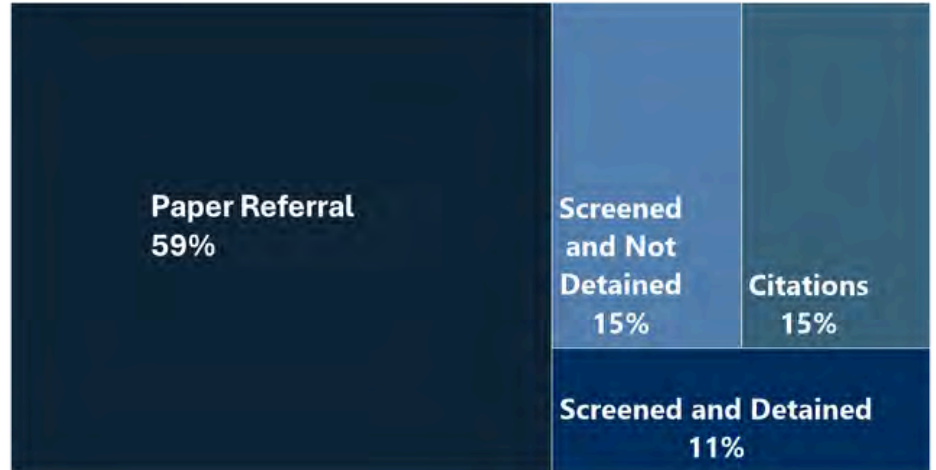 Paper Referral
59%
Screened
and Not
Detained
15%
Citations
15%
Screened and Detained
11%